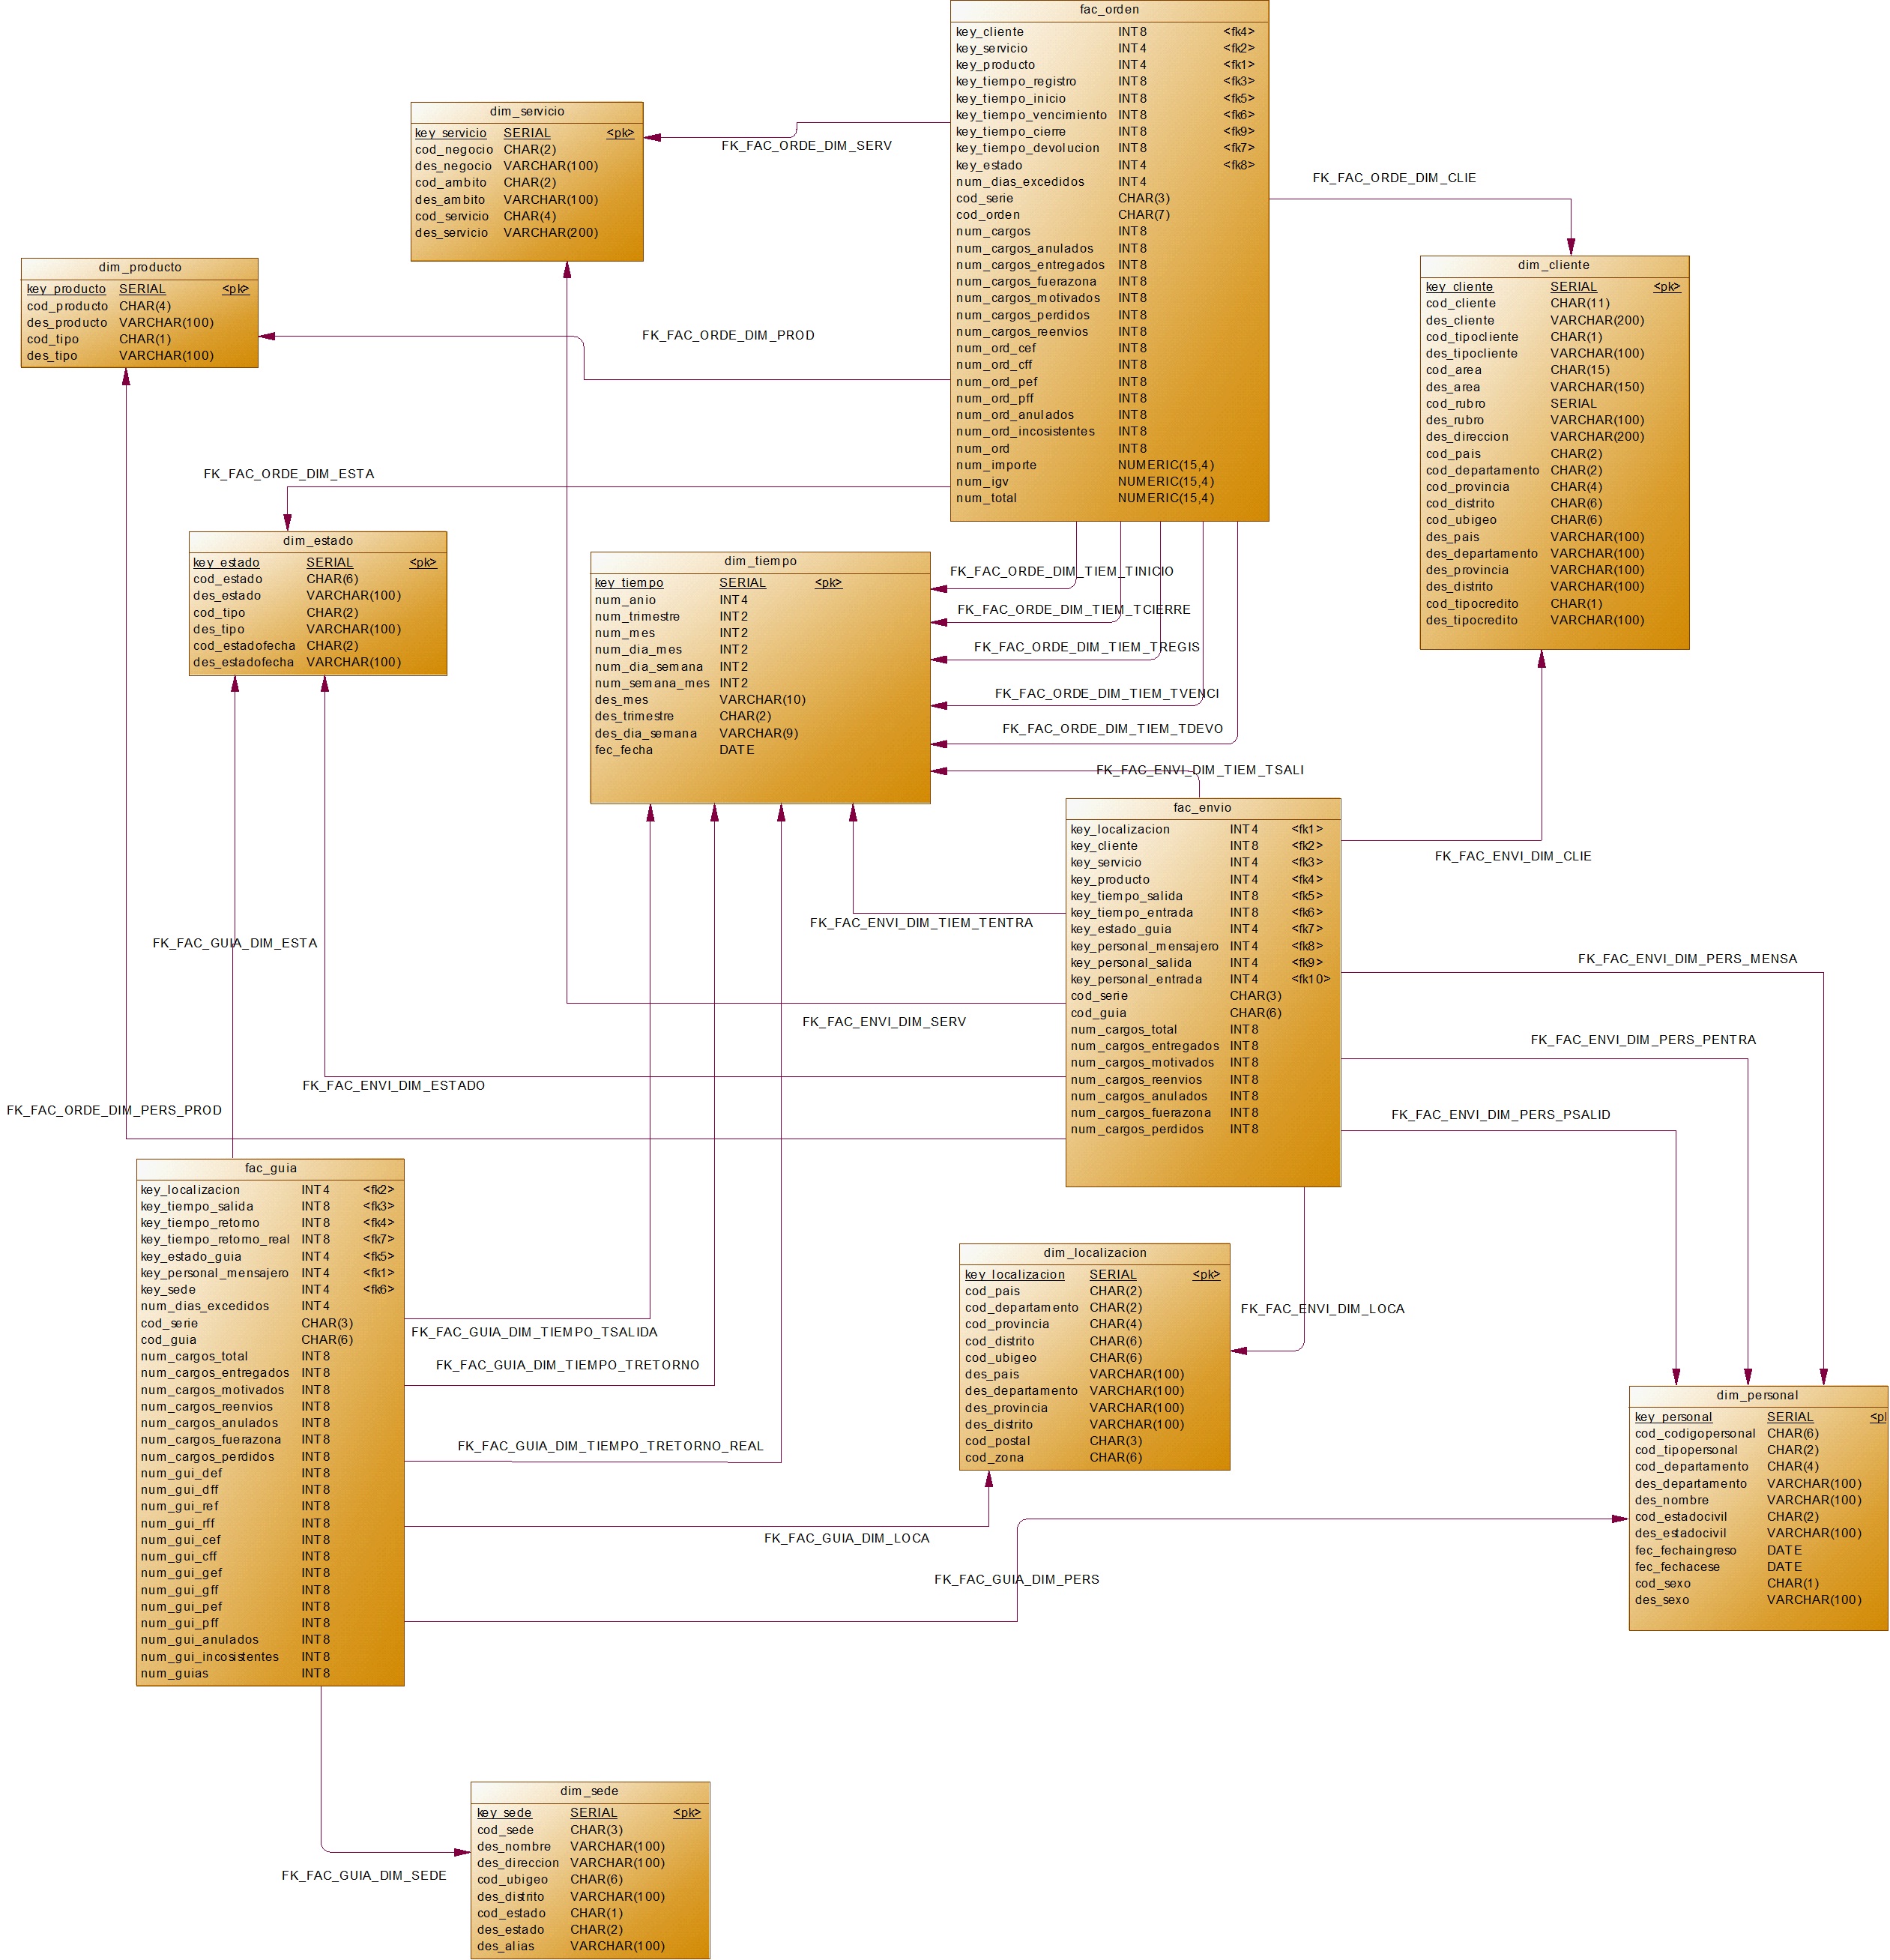 fac_orden
key_cliente INT8 <fk4>
key_servicio INT4 <fk2>
key_producto INT4 <fk1>
key_tiempo_registro INT8 <fk3>
key_tiempo_inicio INT8 <fk5>
key_tiempo_vencimiento INT8 <fk6>
key_tiempo_cierre INT8 <fk9>
key_tiempo_devolucion INT8 <fk7>
key_estado INT4 <fk8>
num_dias_excedidos INT4
cod_serie CHAR(3)
cod_orden CHAR(7)
num_cargos INT8
num_cargos_anulados INT8
num_cargos_entregados INT8
num_cargos_fuerazona INT8
num_cargos_motivados INT8
num_cargos_perdidos INT8
num_cargos_reenvios INT8
num_ord_cef INT8
num_ord_cff INT8
num_ord_pef INT8
num_ord_pff INT8
num_ord_anulados INT8
num_ord_incosistentes INT8
num_ord INT8
num_importe NUMERIC(15,4)
num_igv NUMERIC(15,4)
num_total NUMERIC(15,4)
dim_servicio
key_servicio SERIAL <pk>
cod_negocio CHAR(2)
des_negocio VARCHAR(100)
cod_ambito CHAR(2)
des_ambito VARCHAR(100)
cod_servicio CHAR(4)
des_servicio VARCHAR(200)
FK_FAC_ORDE_DIM_SERV
FK_FAC_ORDE_DIM_CLIE
dim_producto
key_producto SERIAL <pk>
cod_producto CHAR(4)
des_producto VARCHAR(100)
cod_tipo CHAR(1)
des_tipo VARCHAR(100)
FK_FAC_ORDE_DIM_PROD
dim_cliente
key_cliente SERIAL <pk>
cod_cliente CHAR(11)
des_cliente VARCHAR(200)
cod_tipocliente CHAR(1)
des_tipocliente VARCHAR(100)
cod_area CHAR(15)
des_area VARCHAR(150)
cod_rubro SERIAL
des_rubro VARCHAR(100)
des_direccion VARCHAR(200)
cod_pais CHAR(2)
cod_departamento CHAR(2)
cod_provincia CHAR(4)
cod_distrito CHAR(6)
cod_ubigeo CHAR(6)
des_pais VARCHAR(100)
des_departamento VARCHAR(100)
des_provincia VARCHAR(100)
des_distrito VARCHAR(100)
cod_tipocredito CHAR(1)
des_tipocredito VARCHAR(100)
FK_FAC_ORDE_DIM_ESTA
dim_estado
key_estado SERIAL <pk>
cod_estado CHAR(6)
des_estado VARCHAR(100)
cod_tipo CHAR(2)
des_tipo VARCHAR(100)
cod_estadofecha CHAR(2)
des_estadofecha VARCHAR(100)
dim_tiempo
key_tiempo SERIAL <pk>
num_anio INT4
num_trimestre INT2
num_mes INT2
num_dia_mes INT2
num_dia_semana INT2
num_semana_mes INT2
des_mes VARCHAR(10)
des_trimestre CHAR(2)
des_dia_semana VARCHAR(9)
fec_fecha DATE
FK_FAC_ORDE_DIM_TIEM_TINICIO
FK_FAC_ORDE_DIM_TIEM_TCIERRE
FK_FAC_ORDE_DIM_TIEM_TREGIS
FK_FAC_ORDE_DIM_TIEM_TVENCI
FK_FAC_ORDE_DIM_TIEM_TDEVO
FK_FAC_ENVI_DIM_TIEM_TSALI
fac_envio
key_localizacion INT4 <fk1>
key_cliente INT8 <fk2>
key_servicio INT4 <fk3>
key_producto INT4 <fk4>
key_tiempo_salida INT8 <fk5>
key_tiempo_entrada INT8 <fk6>
key_estado_guia INT4 <fk7>
key_personal_mensajero INT4 <fk8>
key_personal_salida INT4 <fk9>
key_personal_entrada INT4 <fk10>
cod_serie CHAR(3)
cod_guia CHAR(6)
num_cargos_total INT8
num_cargos_entregados INT8
num_cargos_motivados INT8
num_cargos_reenvios INT8
num_cargos_anulados INT8
num_cargos_fuerazona INT8
num_cargos_perdidos INT8
FK_FAC_ENVI_DIM_CLIE
FK_FAC_ENVI_DIM_TIEM_TENTRA
FK_FAC_GUIA_DIM_ESTA
FK_FAC_ENVI_DIM_PERS_MENSA
FK_FAC_ENVI_DIM_SERV
FK_FAC_ENVI_DIM_PERS_PENTRA
FK_FAC_ENVI_DIM_ESTADO
FK_FAC_ORDE_DIM_PERS_PROD
FK_FAC_ENVI_DIM_PERS_PSALID
fac_guia
key_localizacion INT4 <fk2>
key_tiempo_salida INT8 <fk3>
key_tiempo_retorno INT8 <fk4>
key_tiempo_retorno_real INT8 <fk7>
key_estado_guia INT4 <fk5>
key_personal_mensajero INT4 <fk1>
key_sede INT4 <fk6>
num_dias_excedidos INT4
cod_serie CHAR(3)
cod_guia CHAR(6)
num_cargos_total INT8
num_cargos_entregados INT8
num_cargos_motivados INT8
num_cargos_reenvios INT8
num_cargos_anulados INT8
num_cargos_fuerazona INT8
num_cargos_perdidos INT8
num_gui_def INT8
num_gui_dff INT8
num_gui_ref INT8
num_gui_rff INT8
num_gui_cef INT8
num_gui_cff INT8
num_gui_gef INT8
num_gui_gff INT8
num_gui_pef INT8
num_gui_pff INT8
num_gui_anulados INT8
num_gui_incosistentes INT8
num_guias INT8
FK_FAC_GUIA_DIM_TIEMPO_TSALIDA
FK_FAC_GUIA_DIM_TIEMPO_TRETORNO
FK_FAC_GUIA_DIM_TIEMPO_TRETORNO_REAL
FK_FAC_GUIA_DIM_LOCA
FK_FAC_GUIA_DIM_PERS
dim_localizacion
key_localizacion SERIAL <pk>
cod_pais CHAR(2)
cod_departamento CHAR(2)
cod_provincia CHAR(4)
cod_distrito CHAR(6)
cod_ubigeo CHAR(6)
des_pais VARCHAR(100)
des_departamento VARCHAR(100)
des_provincia VARCHAR(100)
des_distrito VARCHAR(100)
cod_postal CHAR(3)
cod_zona CHAR(6)
FK_FAC_ENVI_DIM_LOCA
dim_personal
key_personal SERIAL <pl
cod_codigopersonal CHAR(6)
cod_tipopersonal CHAR(2)
cod_departamento CHAR(4)
des_departamento VARCHAR(100)
des_nombre VARCHAR(100)
cod_estadocivil CHAR(2)
des_estadocivil VARCHAR(100)
fec_fechaingreso DATE
fec_fechacese DATE
cod_sexo CHAR(1)
des_sexo VARCHAR(100)
dim_sede
key_sede SERIAL <pk>
cod_sede CHAR(3)
des_nombre VARCHAR(100)
des_direccion VARCHAR(100)
cod_ubigeo CHAR(6)
des_distrito VARCHAR(100)
cod_estado CHAR(1)
des_estado CHAR(2)
des_alias VARCHAR(100)
FK_FAC_GUIA_DIM_SEDE